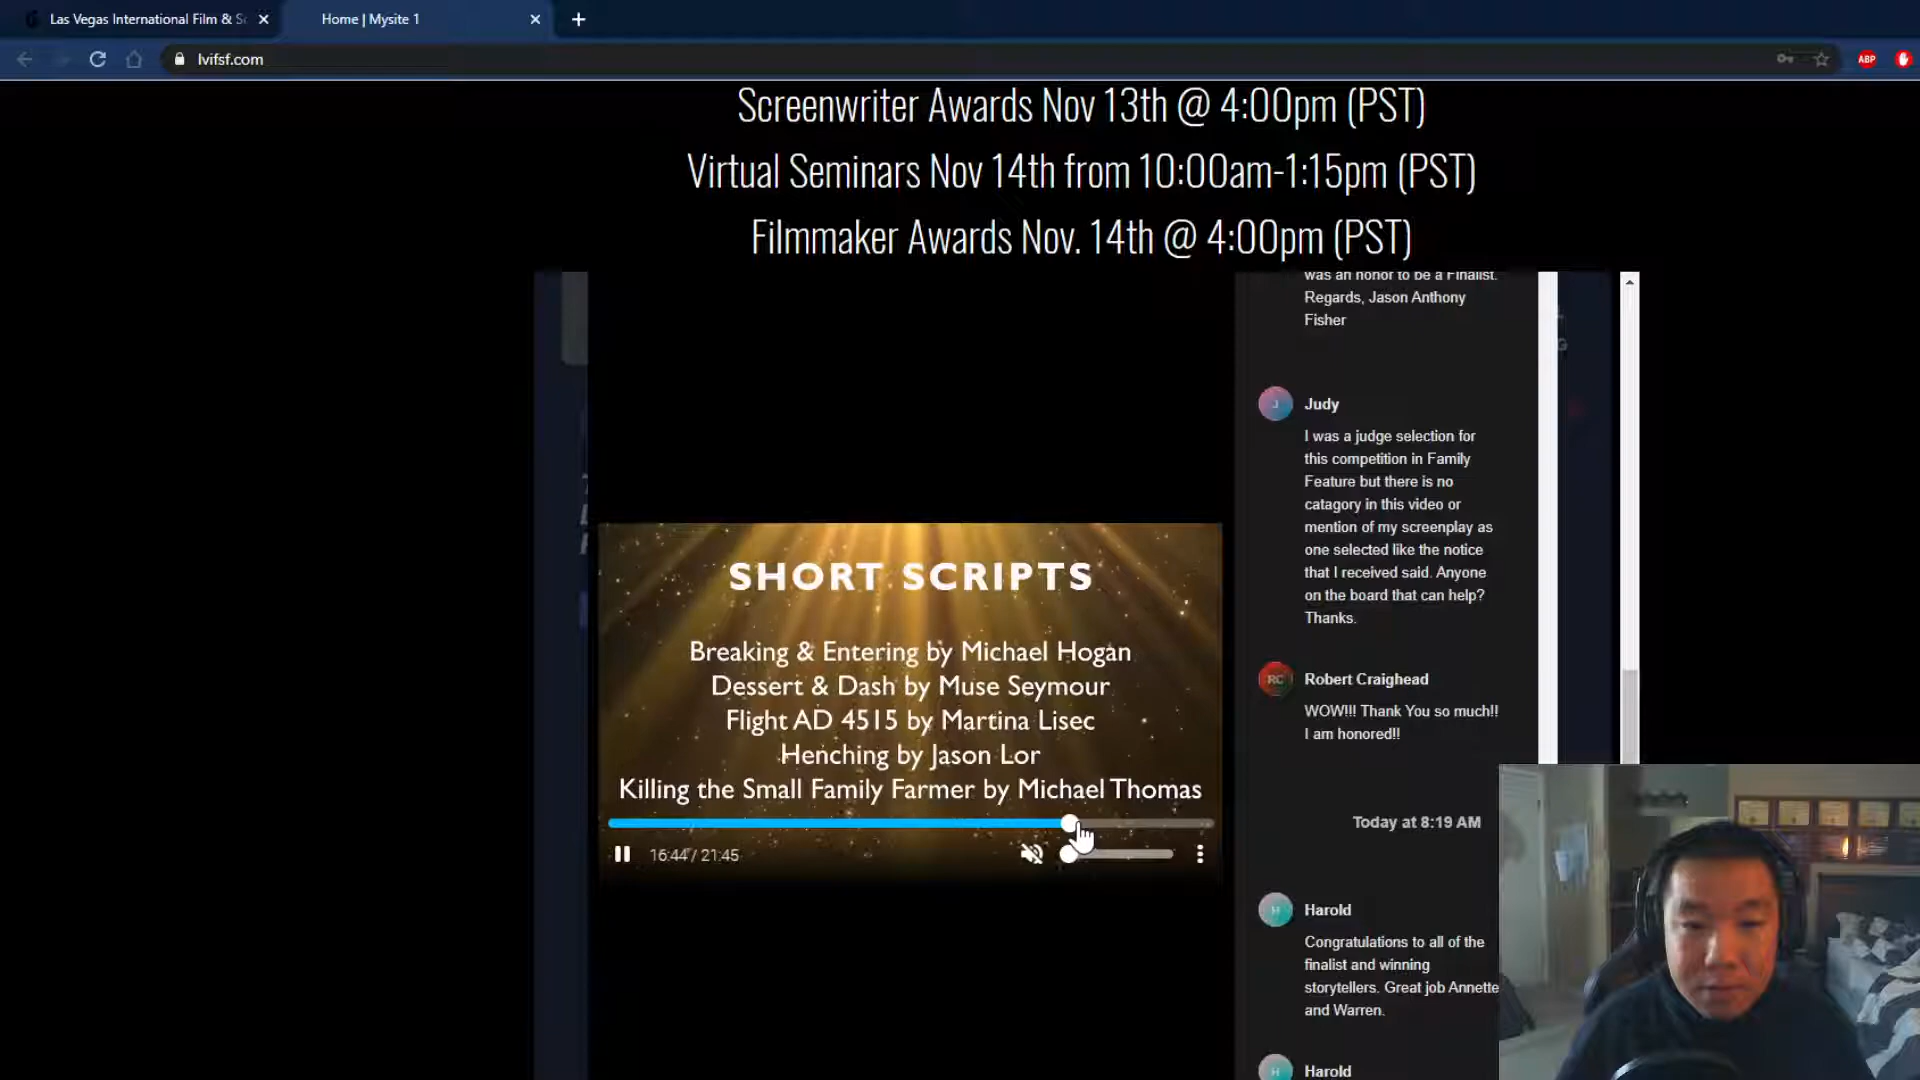 Las Vegas International Film & Sc
Home | Mysite 1
lvifsf.com
ABP
Screenwriter Awards Nov 13th @ 4:00pm (PST)
Virtual Seminars Nov 14th from 10:00am-1:15pm (PST)
Filmmaker Awards Nov. 14th @ 4:00pm (PST)
was an honor to be a Finalist.
Regards, Jason Anthony
Fisher
J
Judy
I was a judge selection for
this competition in Family
Feature but there is no
catagory in this video or
mention of my screenplay as
one selected like the notice
that I received said. Anyone
on the board that can help?
Thanks.
SHORT SCRIPTS
Breaking & Entering by Michael Hogan
Dessert & Dash by Muse Seymour
Flight AD 4515 by Martina Lisec
Henching by Jason Lor
Killing the Small Family Farmer by Michael Thomas
16:44 / 21:45
RC
Robert Craighead
WOW!!! Thank You so much!!
I am honored!!
Today at 8:19 AM
H
Harold
Congratulations to all of the
finalist and winning
storytellers. Great job Annette
and Warren.
H
Harold